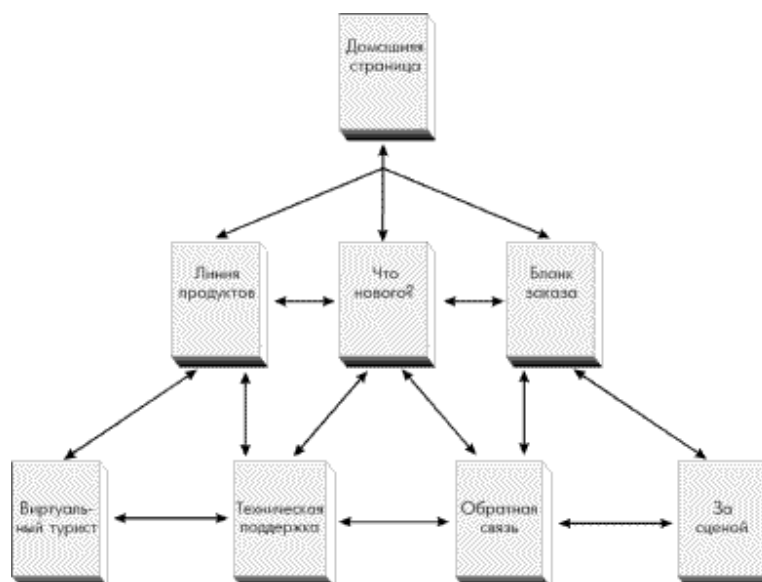 Домашняя
страница
Линия
продуктов
Что
нового?
Бланк
заказа
Виртуаль-
ный турист
Техническая
поддержка
Обратная
связь
За
сценой